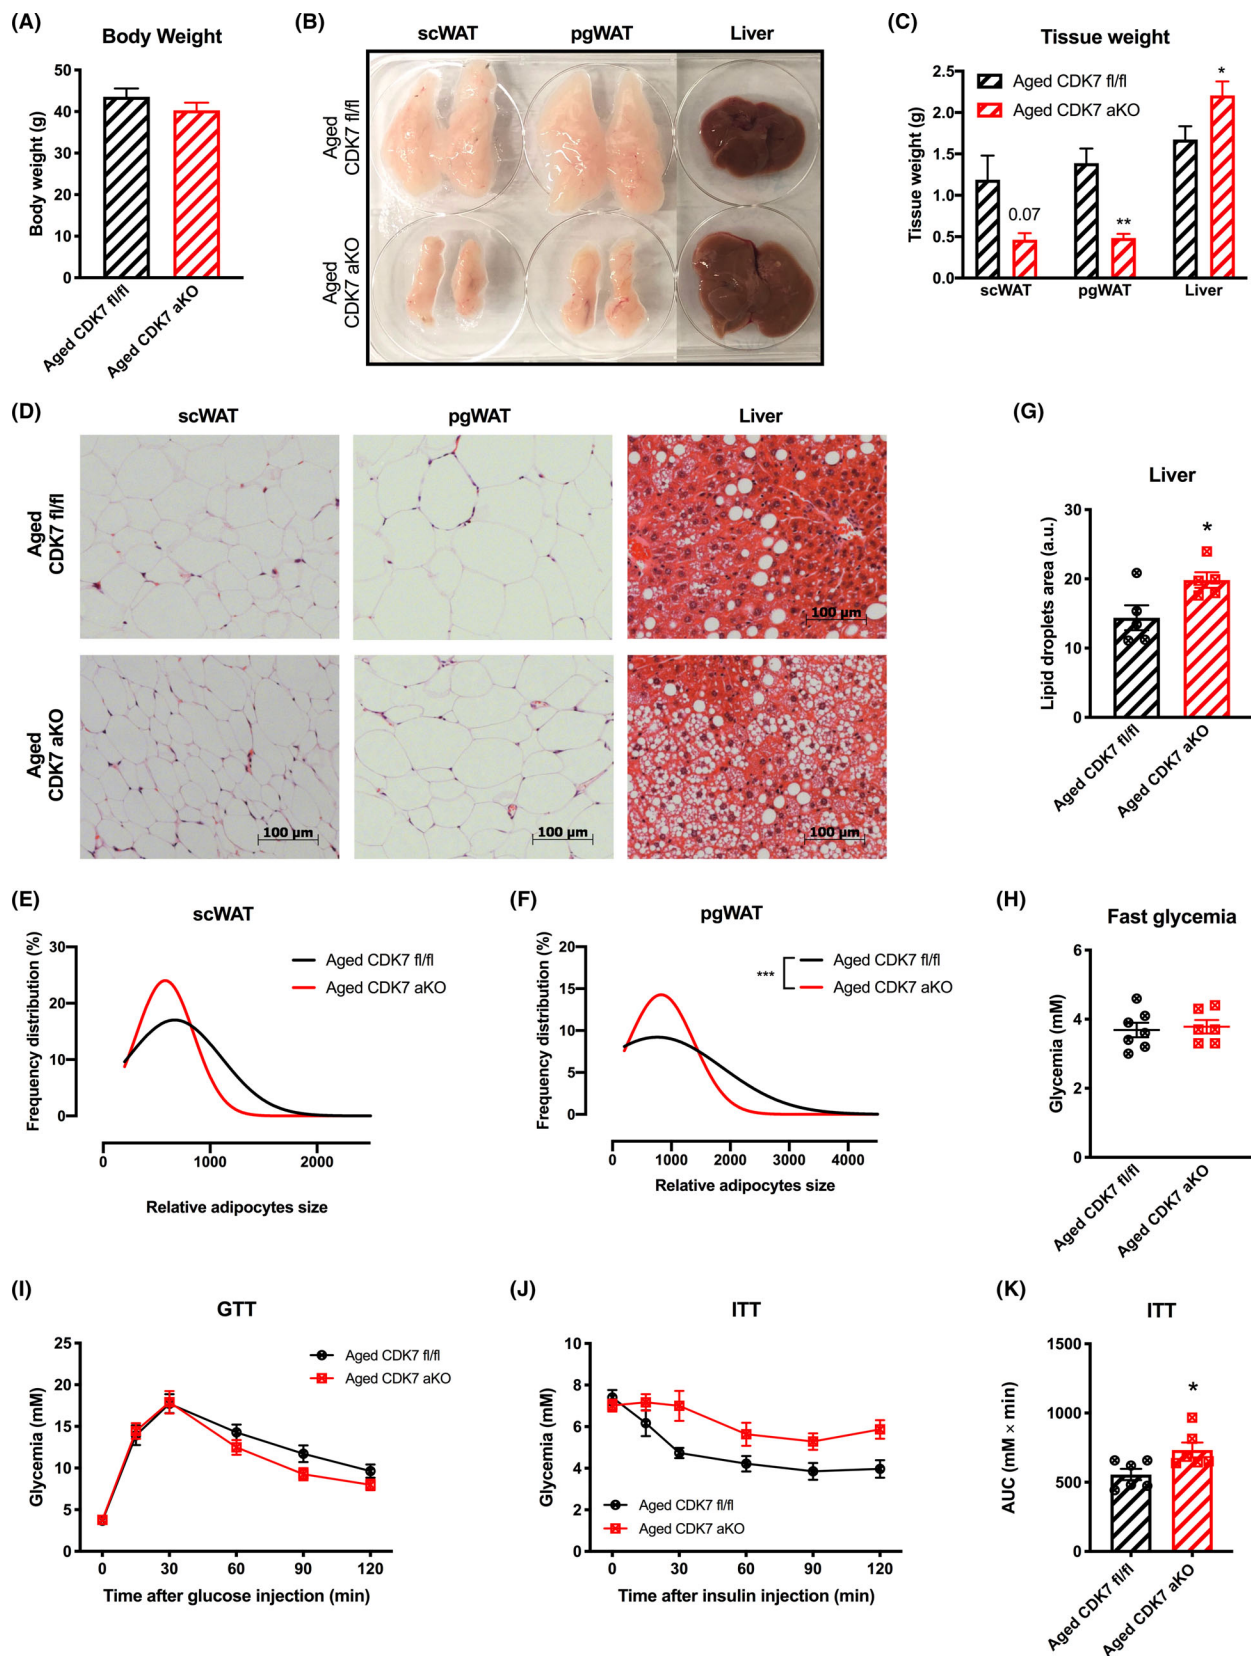 (A)
Body Weight
Body weight (g)
50
40
30
20
10
0
Aged CDK7 fl/fl
Aged CDK7 aKO
(B)
scWAT pgWAT Liver
Aged
CDK7 fl/fl
Aged
CDK7 aKO
(C)
Tissue weight
Tissue weight (g)
2.5
2.0
1.5
1.0
0.5
0.0
Aged CDK7 fl/fl
Aged CDK7 aKO
0.07
**
*
scWAT pgWAT Liver
(D)
scWAT pgWAT Liver
Aged
CDK7 fl/fl
100 µm
Aged
CDK7 aKO
100 µm 100 µm 100 µm
(G)
Liver
Lipid droplets area (a.u.)
30
20
10
0
*
Aged CDK7 fl/fl
Aged CDK7 aKO
(E)
scWAT
Frequency distribution (%)
30
20
10
0
Aged CDK7 fl/fl
Aged CDK7 aKO
0 1000 2000
Relative adipocytes size
(F)
pgWAT
Frequency distribution (%)
20
15
10
5
0
***
Aged CDK7 fl/fl
Aged CDK7 aKO
0 1000 2000 3000 4000
Relative adipocytes size
(H)
Fast glycemia
Glycemia (mM)
6
4
2
0
Aged CDK7 fl/fl
Aged CDK7 aKO
(I)
GTT
Glycemia (mM)
25
20
15
10
5
0
Aged CDK7 fl/fl
Aged CDK7 aKO
0 30 60 90 120
Time after glucose injection (min)
(J)
ITT
Glycemia (mM)
10
8
6
4
2
0
Aged CDK7 fl/fl
Aged CDK7 aKO
0 30 60 90 120
Time after insulin injection (min)
(K)
ITT
AUC (mM × min)
1500
1000
500
0
*
Aged CDK7 fl/fl
Aged CDK7 aKO